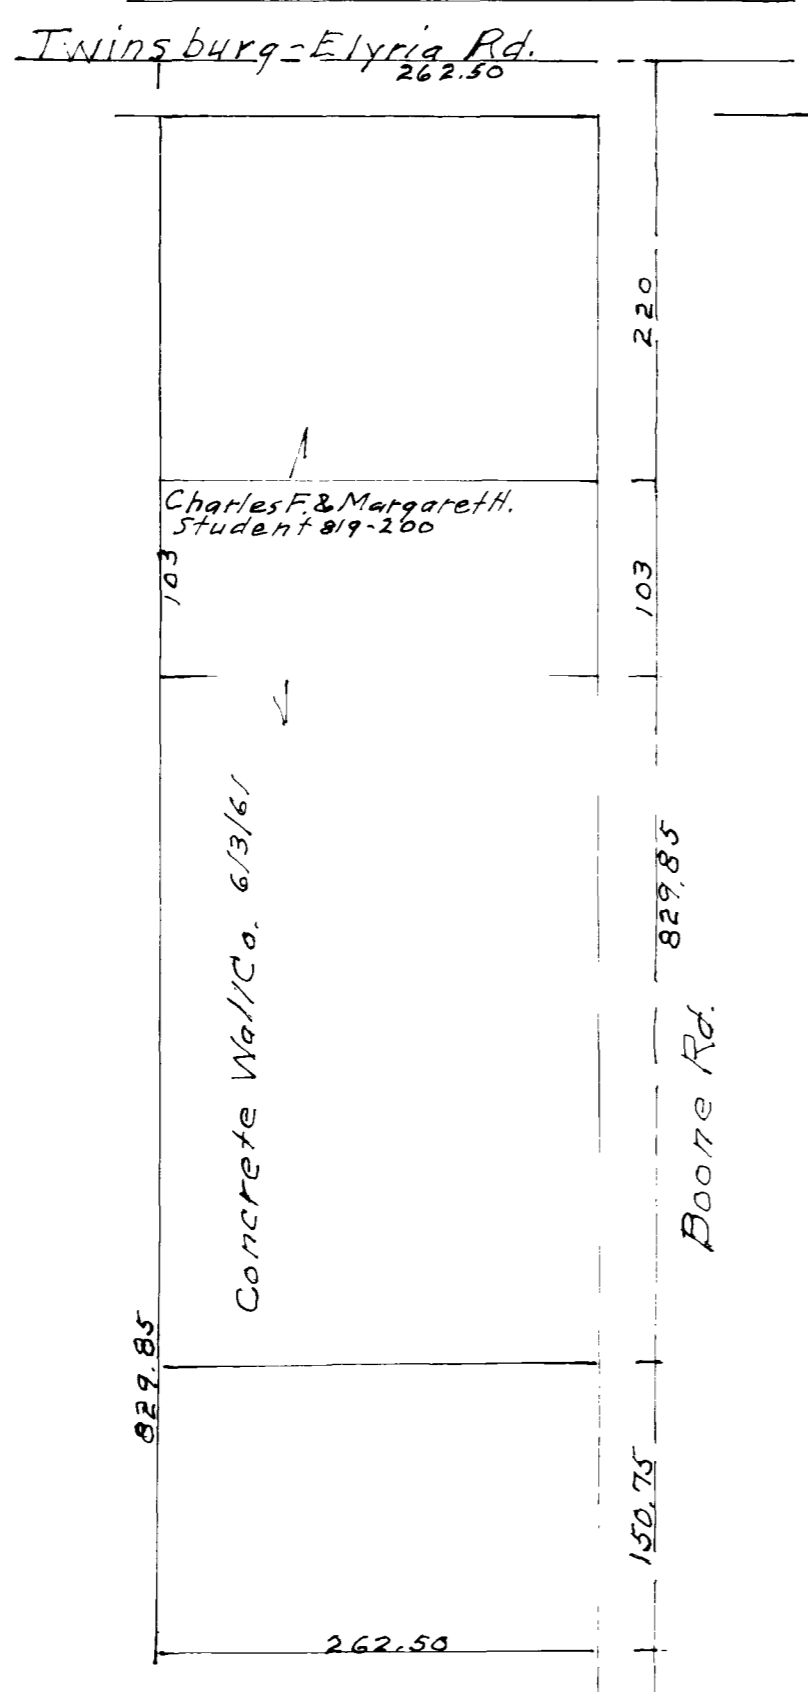 Twinsburg-Elyria Rd.
262.50
220
Charles F. & Margaret H.
Student 819-200
103
103
Concrete Wall Co. 6/3/61
829.85
Boone Rd.
829.85
150.75
262.50